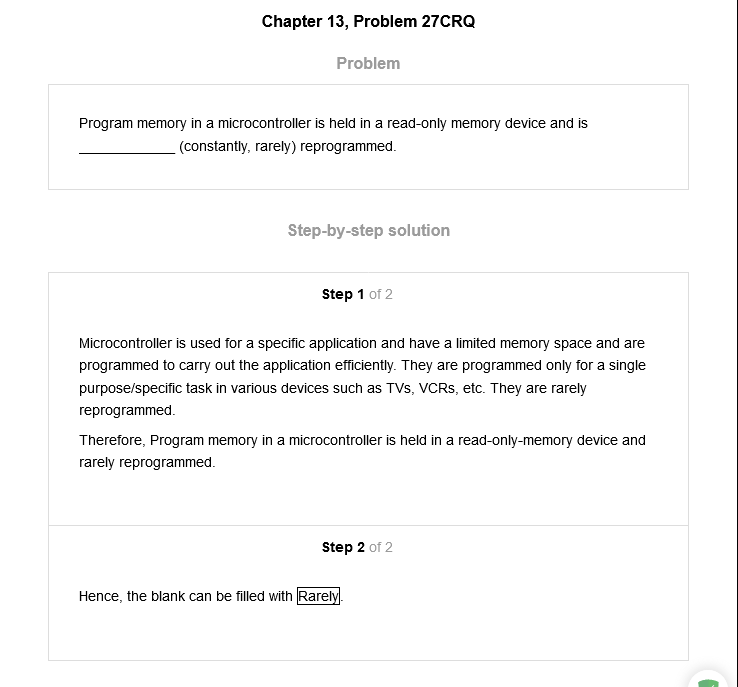 Chapter 13, Problem 27CRQ
Problem
Program memory in a microcontroller is held in a read-only memory device and is
____________ (constantly, rarely) reprogrammed.
Step-by-step solution
Step 1 of 2
Microcontroller is used for a specific application and have a limited memory space and are
programmed to carry out the application efficiently. They are programmed only for a single
purpose/specific task in various devices such as TVs, VCRs, etc. They are rarely
reprogrammed.
Therefore, Program memory in a microcontroller is held in a read-only-memory device and
rarely reprogrammed.
Step 2 of 2
Hence, the blank can be filled with Rarely.